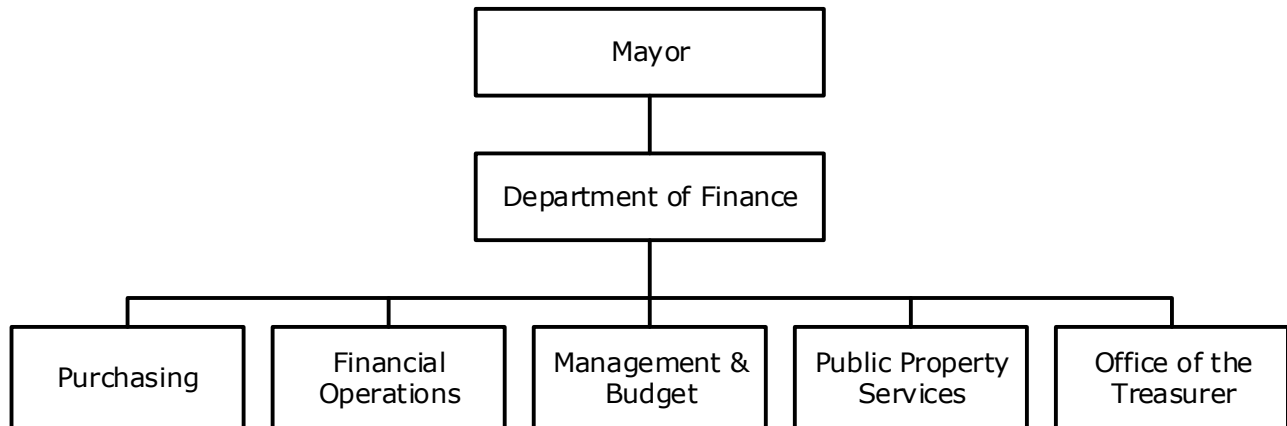 Mayor
Department of Finance
Purchasing
Financial
Operations
Management &
Budget
Public Property
Services
Office of the
Treasurer